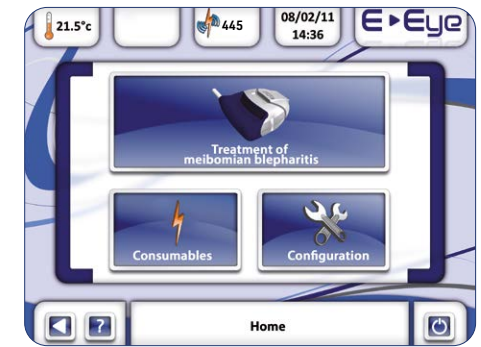 21.5°c
445
08/02/11
14:36
E▸Eye
Treatment of
meibomian blepharitis
Consumables
Configuration
?
Home